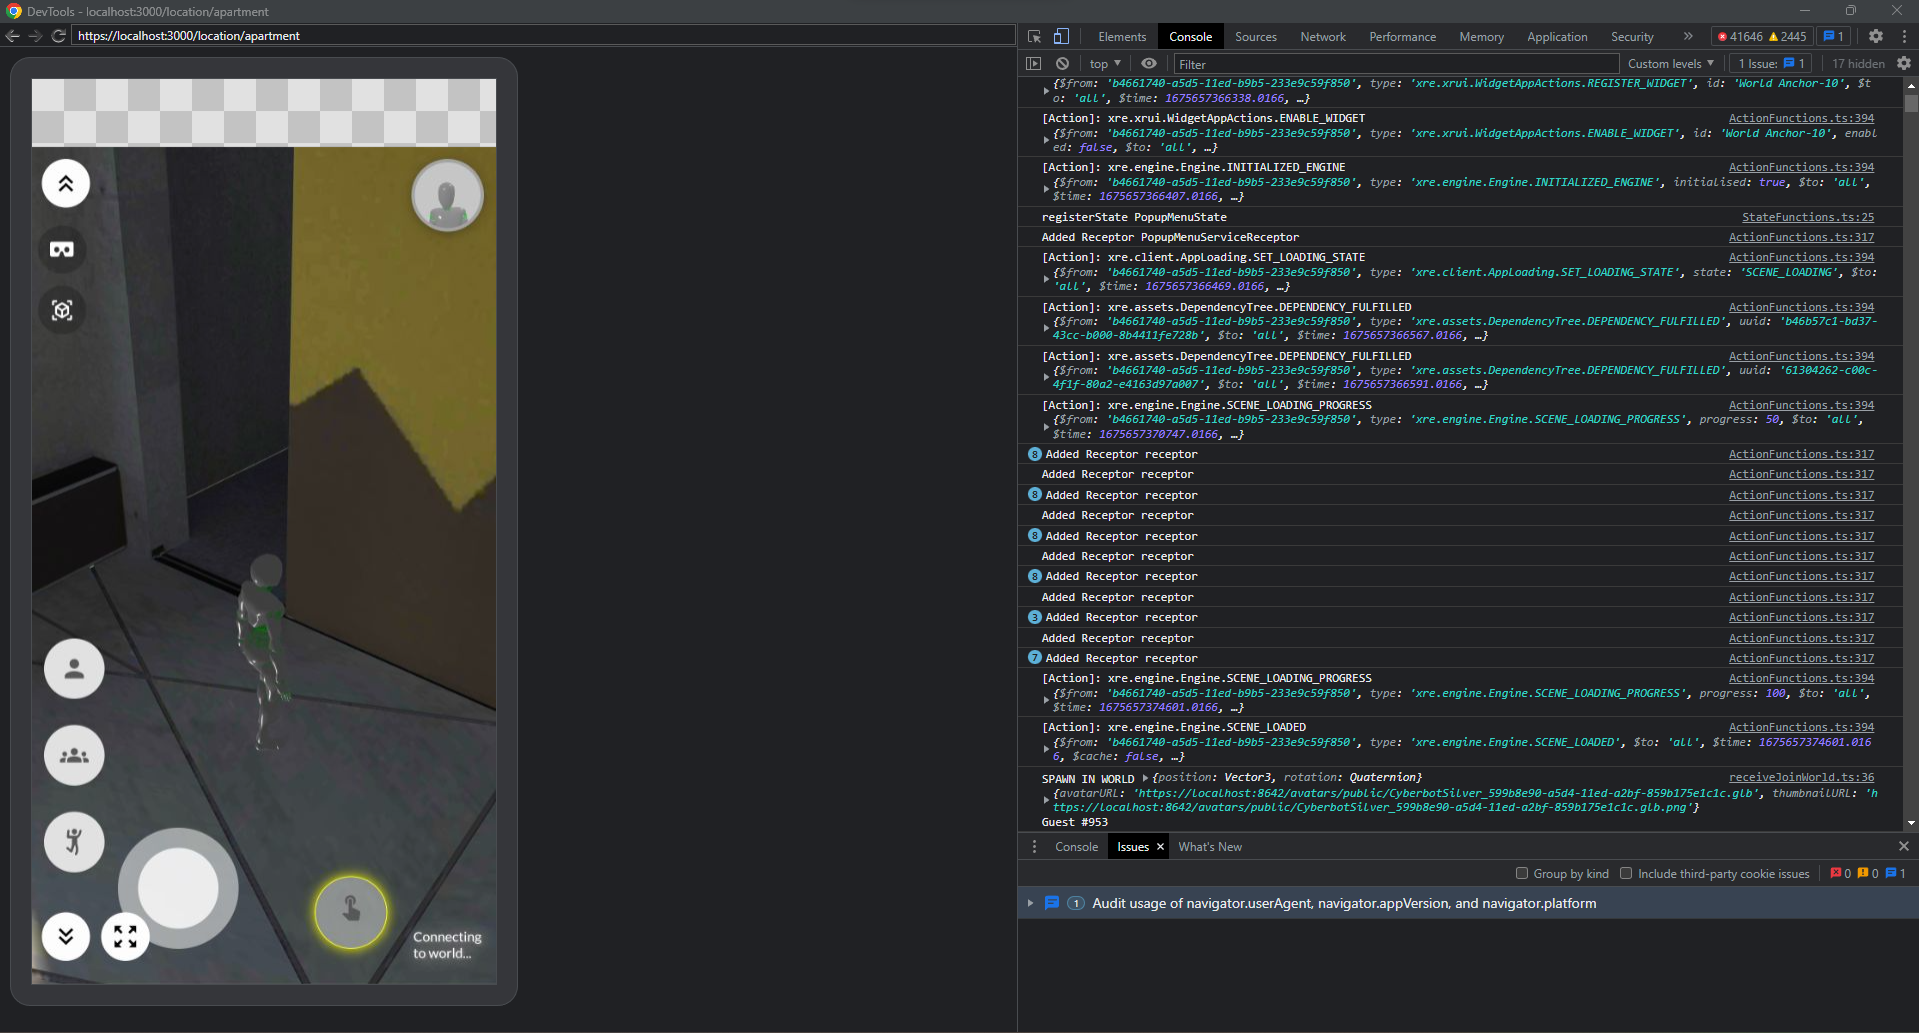 DevTools - localhost:3000/location/apartment
https://localhost:3000/location/apartment
Elements Console Sources Network Performance Memory Application Security 41646 2445 1
top Filter Custom levels 1 Issue: 1 17 hidden
{$from: 'b4661740-a5d5-11ed-b9b5-233e9c59f850', type: 'xre.xrui.WidgetAppActions.REGISTER_WIDGET', id: 'World Anchor-10', $t
o: 'all', $time: 1675657366338.0166, …}
[Action]: xre.xrui.WidgetAppActions.ENABLE_WIDGET ActionFunctions.ts:394
{$from: 'b4661740-a5d5-11ed-b9b5-233e9c59f850', type: 'xre.xrui.WidgetAppActions.ENABLE_WIDGET', id: 'World Anchor-10', enabl
ed: false, $to: 'all', …}
[Action]: xre.engine.Engine.INITIALIZED_ENGINE ActionFunctions.ts:394
{$from: 'b4661740-a5d5-11ed-b9b5-233e9c59f850', type: 'xre.engine.Engine.INITIALIZED_ENGINE', initialised: true, $to: 'all',
$time: 1675657366407.0166, …}
registerState PopupMenuState StateFunctions.ts:25
Added Receptor PopupMenuServiceReceptor ActionFunctions.ts:317
[Action]: xre.client.AppLoading.SET_LOADING_STATE ActionFunctions.ts:394
{$from: 'b4661740-a5d5-11ed-b9b5-233e9c59f850', type: 'xre.client.AppLoading.SET_LOADING_STATE', state: 'SCENE_LOADING', $to:
'all', $time: 1675657366469.0166, …}
[Action]: xre.assets.DependencyTree.DEPENDENCY_FULFILLED ActionFunctions.ts:394
{$from: 'b4661740-a5d5-11ed-b9b5-233e9c59f850', type: 'xre.assets.DependencyTree.DEPENDENCY_FULFILLED', uuid: 'b46b57c1-bd37-
43cc-b000-8b4411fe728b', $to: 'all', $time: 1675657366567.0166, …}
[Action]: xre.assets.DependencyTree.DEPENDENCY_FULFILLED ActionFunctions.ts:394
{$from: 'b4661740-a5d5-11ed-b9b5-233e9c59f850', type: 'xre.assets.DependencyTree.DEPENDENCY_FULFILLED', uuid: '61304262-c00c-
4f1f-80a2-e4163d97a007', $to: 'all', $time: 1675657366591.0166, …}
[Action]: xre.engine.Engine.SCENE_LOADING_PROGRESS ActionFunctions.ts:394
{$from: 'b4661740-a5d5-11ed-b9b5-233e9c59f850', type: 'xre.engine.Engine.SCENE_LOADING_PROGRESS', progress: 50, $to: 'all',
$time: 1675657370747.0166, …}
8 Added Receptor receptor ActionFunctions.ts:317
Added Receptor receptor ActionFunctions.ts:317
8 Added Receptor receptor ActionFunctions.ts:317
Added Receptor receptor ActionFunctions.ts:317
8 Added Receptor receptor ActionFunctions.ts:317
Added Receptor receptor ActionFunctions.ts:317
8 Added Receptor receptor ActionFunctions.ts:317
Added Receptor receptor ActionFunctions.ts:317
3 Added Receptor receptor ActionFunctions.ts:317
Added Receptor receptor ActionFunctions.ts:317
7 Added Receptor receptor ActionFunctions.ts:317
[Action]: xre.engine.Engine.SCENE_LOADING_PROGRESS ActionFunctions.ts:394
{$from: 'b4661740-a5d5-11ed-b9b5-233e9c59f850', type: 'xre.engine.Engine.SCENE_LOADING_PROGRESS', progress: 100, $to: 'all',
$time: 1675657374601.0166, …}
[Action]: xre.engine.Engine.SCENE_LOADED ActionFunctions.ts:394
{$from: 'b4661740-a5d5-11ed-b9b5-233e9c59f850', type: 'xre.engine.Engine.SCENE_LOADED', $to: 'all', $time: 1675657374601.016
6, $cache: false, …}
SPAWN IN WORLD {position: Vector3, rotation: Quaternion} receiveJoinWorld.ts:36
{avatarURL: 'https://localhost:8642/avatars/public/CyberbotSilver_599b8e90-a5d4-11ed-a2bf-859b175e1c1c.glb', thumbnailURL: 'h
ttps://localhost:8642/avatars/public/CyberbotSilver_599b8e90-a5d4-11ed-a2bf-859b175e1c1c.glb.png'}
Guest #953
Console Issues What's New
Group by kind Include third-party cookie issues 0 0 1
1 Audit usage of navigator.userAgent, navigator.appVersion, and navigator.platform
Connecting
to world...